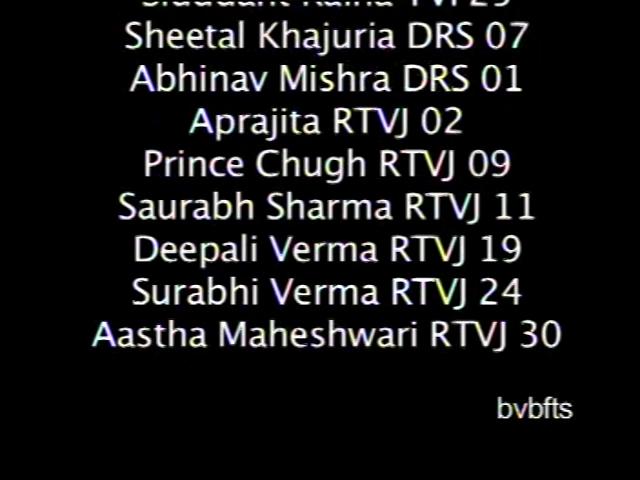 Sheetal Khajuria DRS 07
Abhinav Mishra DRS 01
Aprajita RTVJ 02
Prince Chugh RTVJ 09
Saurabh Sharma RTVJ 11
Deepali Verma RTVJ 19
Surabhi Verma RTVJ 24
Aastha Maheshwari RTVJ 30
bvbfts